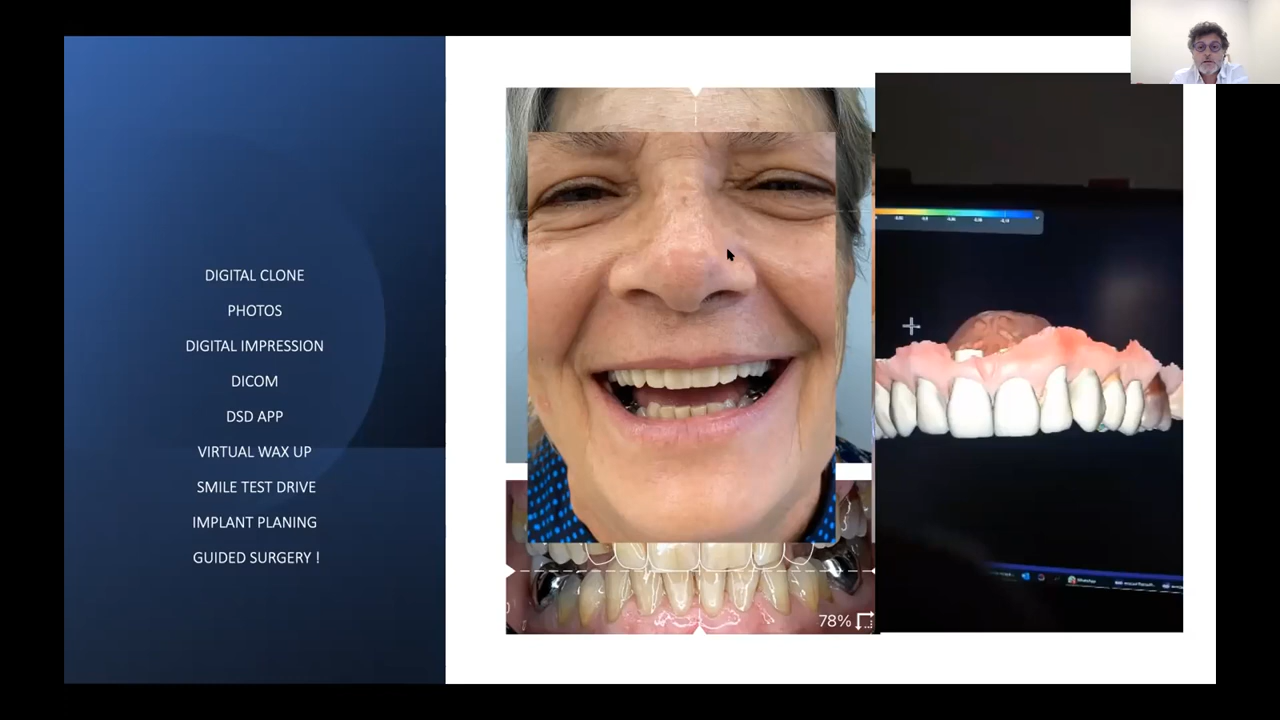 DIGITAL CLONE
PHOTOS
DIGITAL IMPRESSION
DICOM
DSD APP
VIRTUAL WAX UP
SMILE TEST DRIVE
IMPLANT PLANING
GUIDED SURGERY !
78%